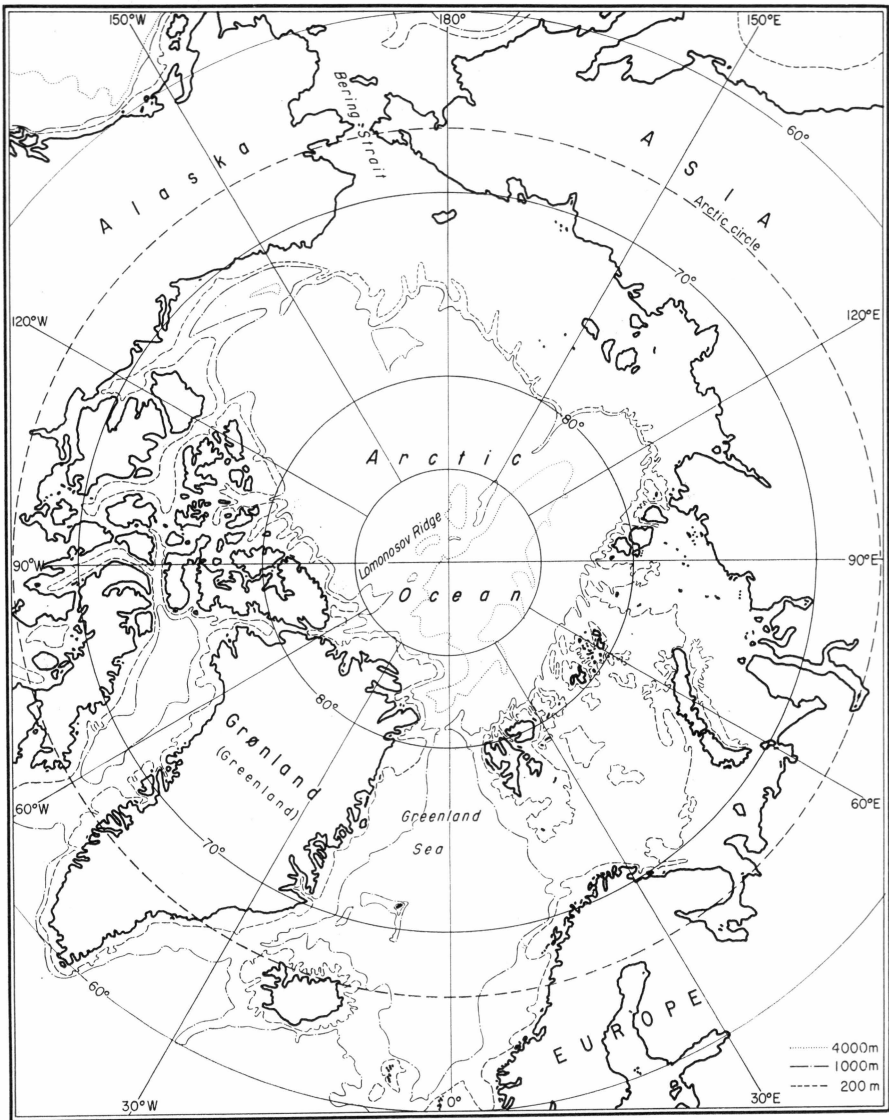 150°W
180°
150°E
Bering Strait
60°
Alaska
ASIA
Arctic circle
70°
120°W
120°E
80°
Arctic
Lomonosov Ridge
90°W
90°E
Ocean
80°
Grønland
(Greenland)
Greenland
Sea
60°W
60°E
70°
60°
EUROPE
4000m
1000m
200 m
30°W
0°
30°E